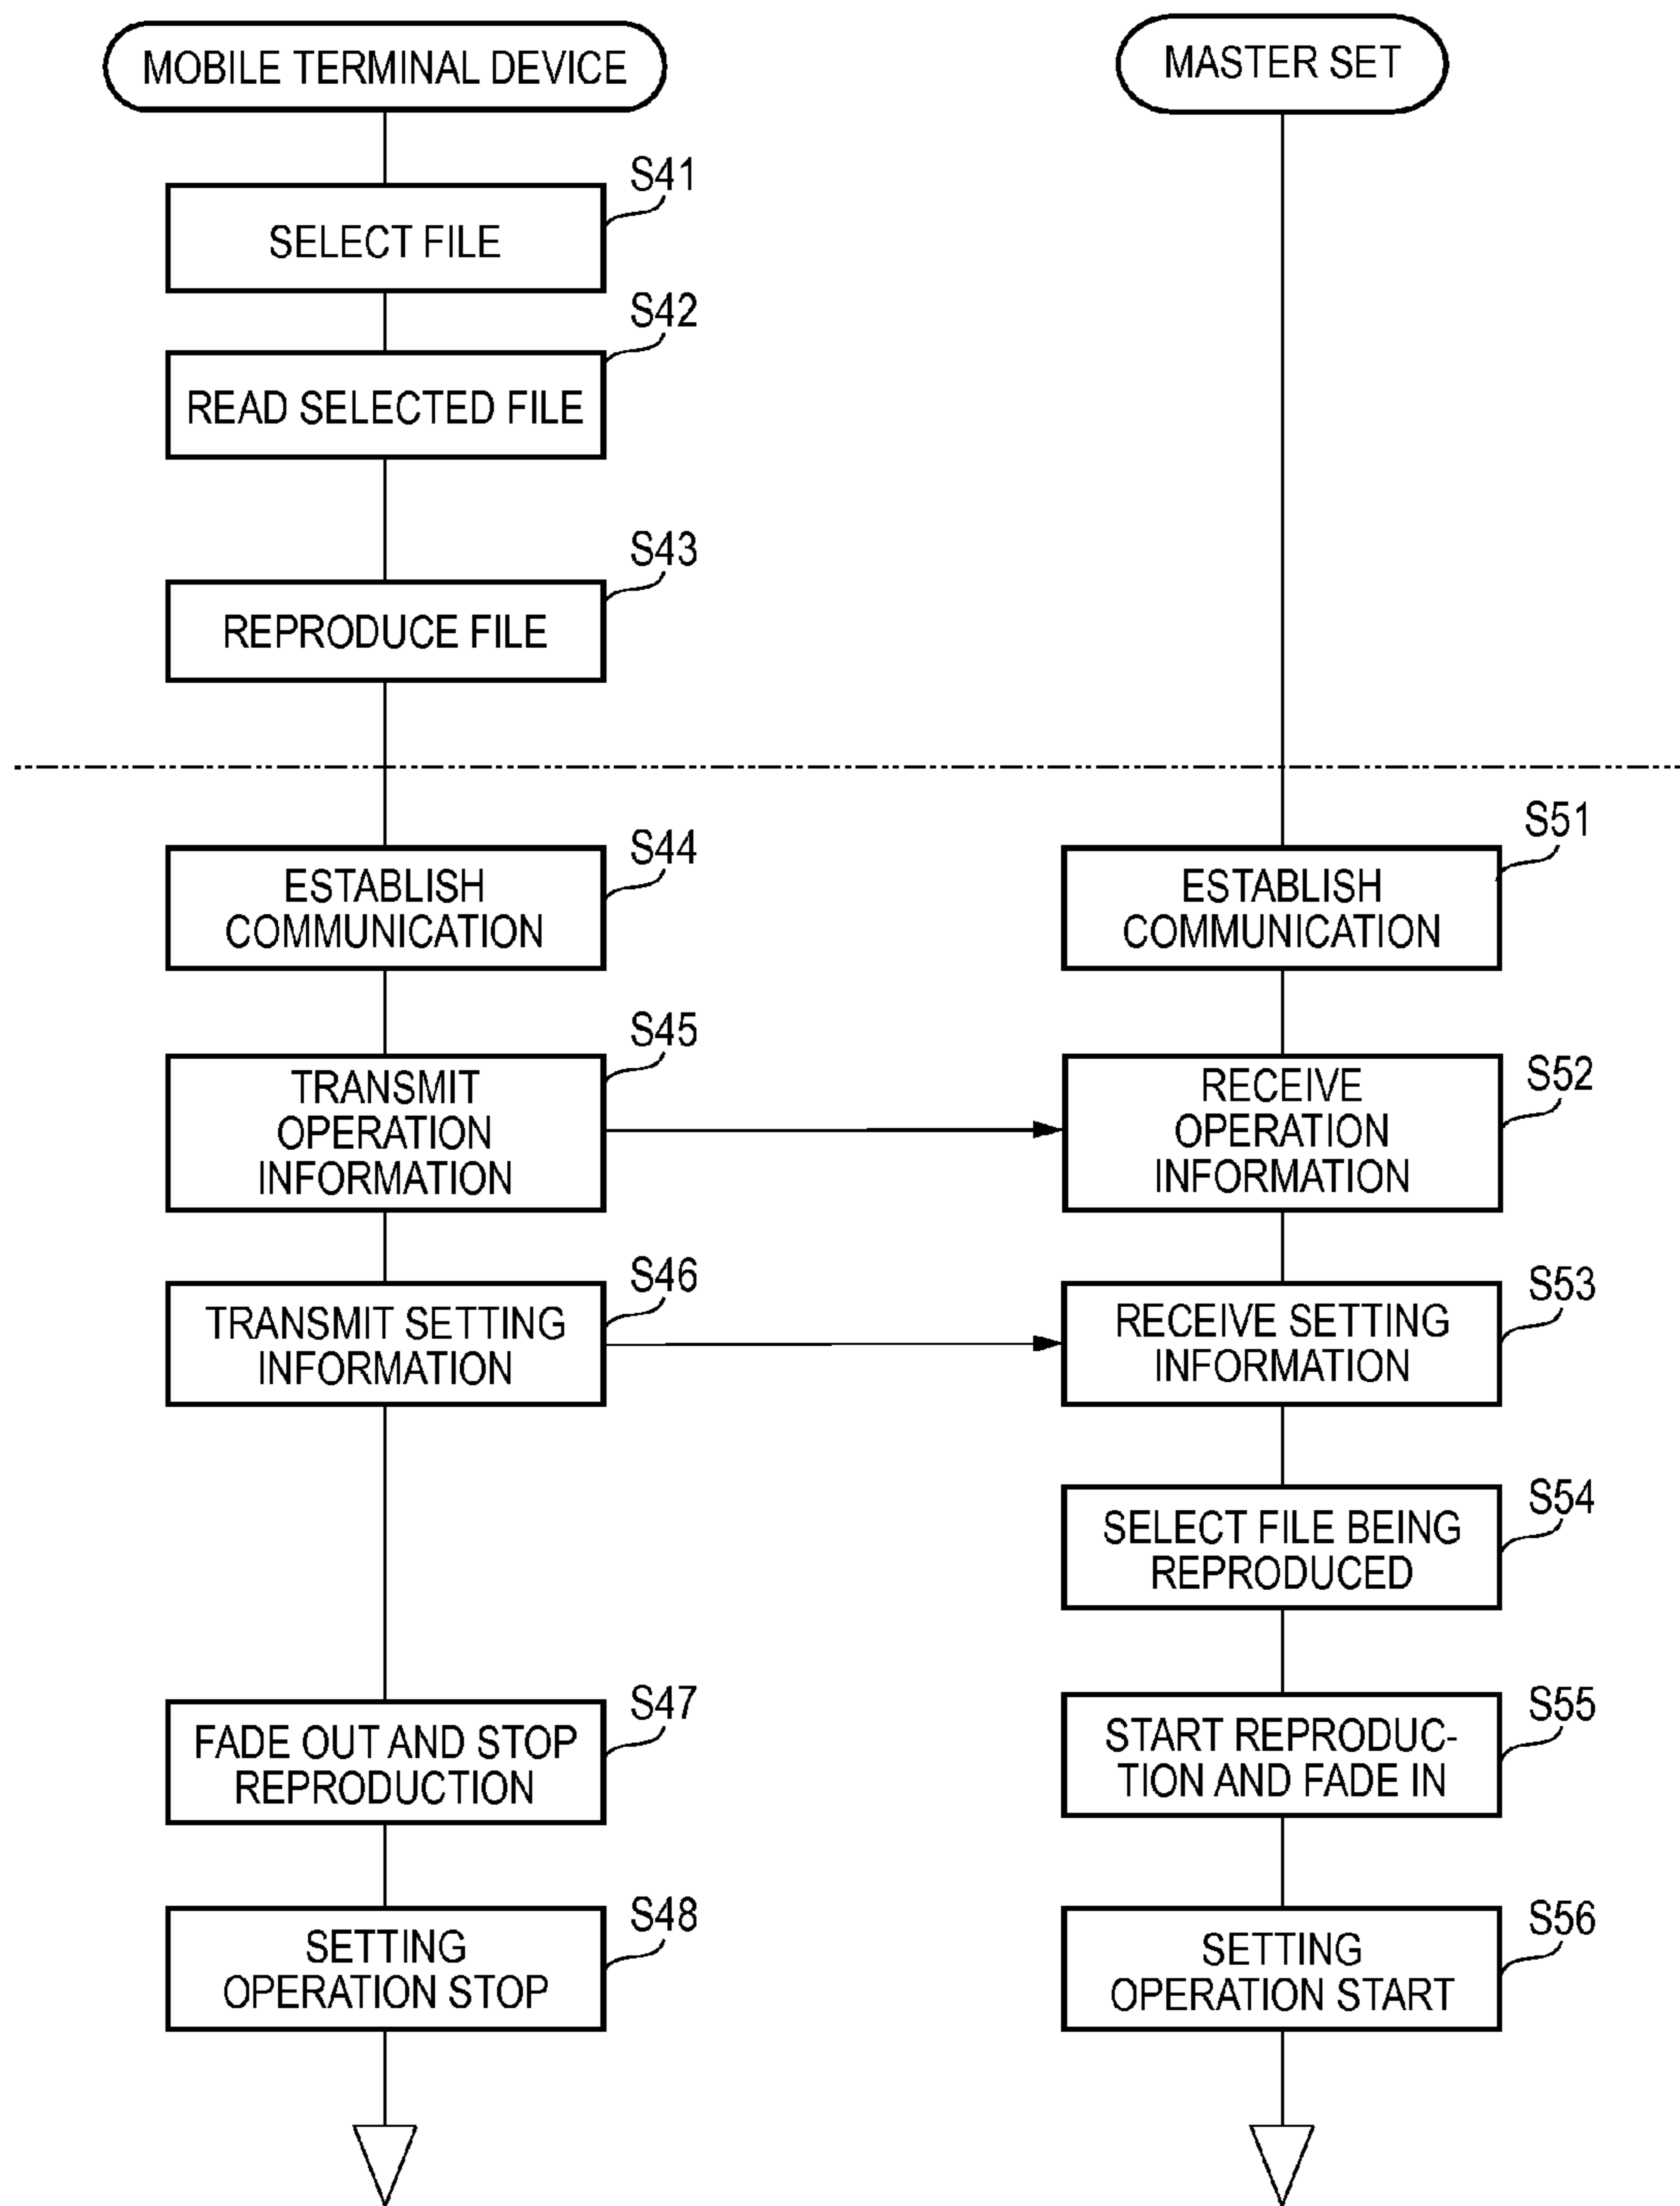 MOBILE TERMINAL DEVICE
MASTER SET
S41
SELECT FILE
S42
READ SELECTED FILE
S43
REPRODUCE FILE
S44
ESTABLISH
COMMUNICATION
S51
ESTABLISH
COMMUNICATION
S45
TRANSMIT
OPERATION
INFORMATION
S52
RECEIVE
OPERATION
INFORMATION
S46
TRANSMIT SETTING
INFORMATION
S53
RECEIVE SETTING
INFORMATION
S54
SELECT FILE BEING
REPRODUCED
S47
FADE OUT AND STOP
REPRODUCTION
S55
START REPRODUC-
TION AND FADE IN
S48
SETTING
OPERATION STOP
S56
SETTING
OPERATION START